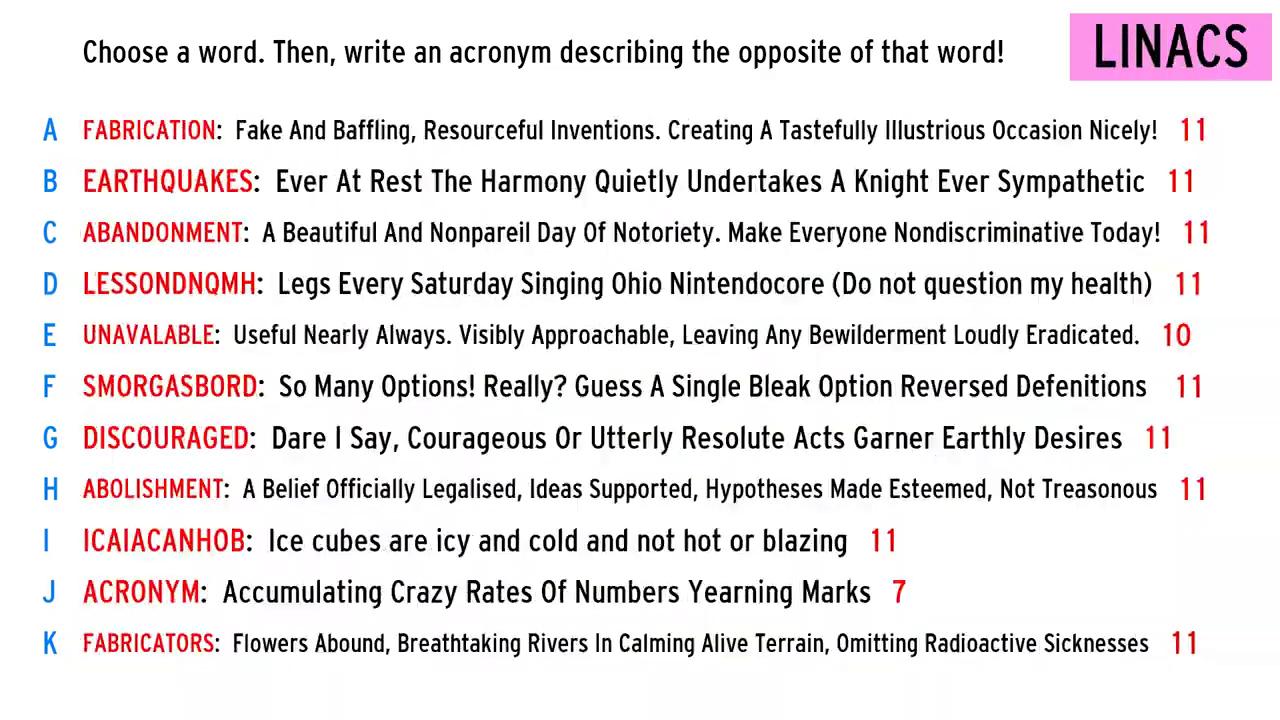 Choose a word. Then, write an acronym describing the opposite of that word!
LINACS
A FABRICATION: Fake And Baffling, Resourceful Inventions. Creating A Tastefully Illustrious Occasion Nicely! 11
B EARTHQUAKES: Ever At Rest The Harmony Quietly Undertakes A Knight Ever Sympathetic 11
C ABANDONMENT: A Beautiful And Nonpareil Day Of Notoriety. Make Everyone Nondiscriminative Today! 11
D LESSONDNQMH: Legs Every Saturday Singing Ohio Nintendocore (Do not question my health) 11
E UNAVALABLE: Useful Nearly Always. Visibly Approachable, Leaving Any Bewilderment Loudly Eradicated. 10
F SMORGASBORD: So Many Options! Really? Guess A Single Bleak Option Reversed Defenitions 11
G DISCOURAGED: Dare I Say, Courageous Or Utterly Resolute Acts Garner Earthly Desires 11
H ABOLISHMENT: A Belief Officially Legalised, Ideas Supported, Hypotheses Made Esteemed, Not Treasonous 11
I ICAIACANHOB: Ice cubes are icy and cold and not hot or blazing 11
J ACRONYM: Accumulating Crazy Rates Of Numbers Yearning Marks 7
K FABRICATORS: Flowers Abound, Breathtaking Rivers In Calming Alive Terrain, Omitting Radioactive Sicknesses 11